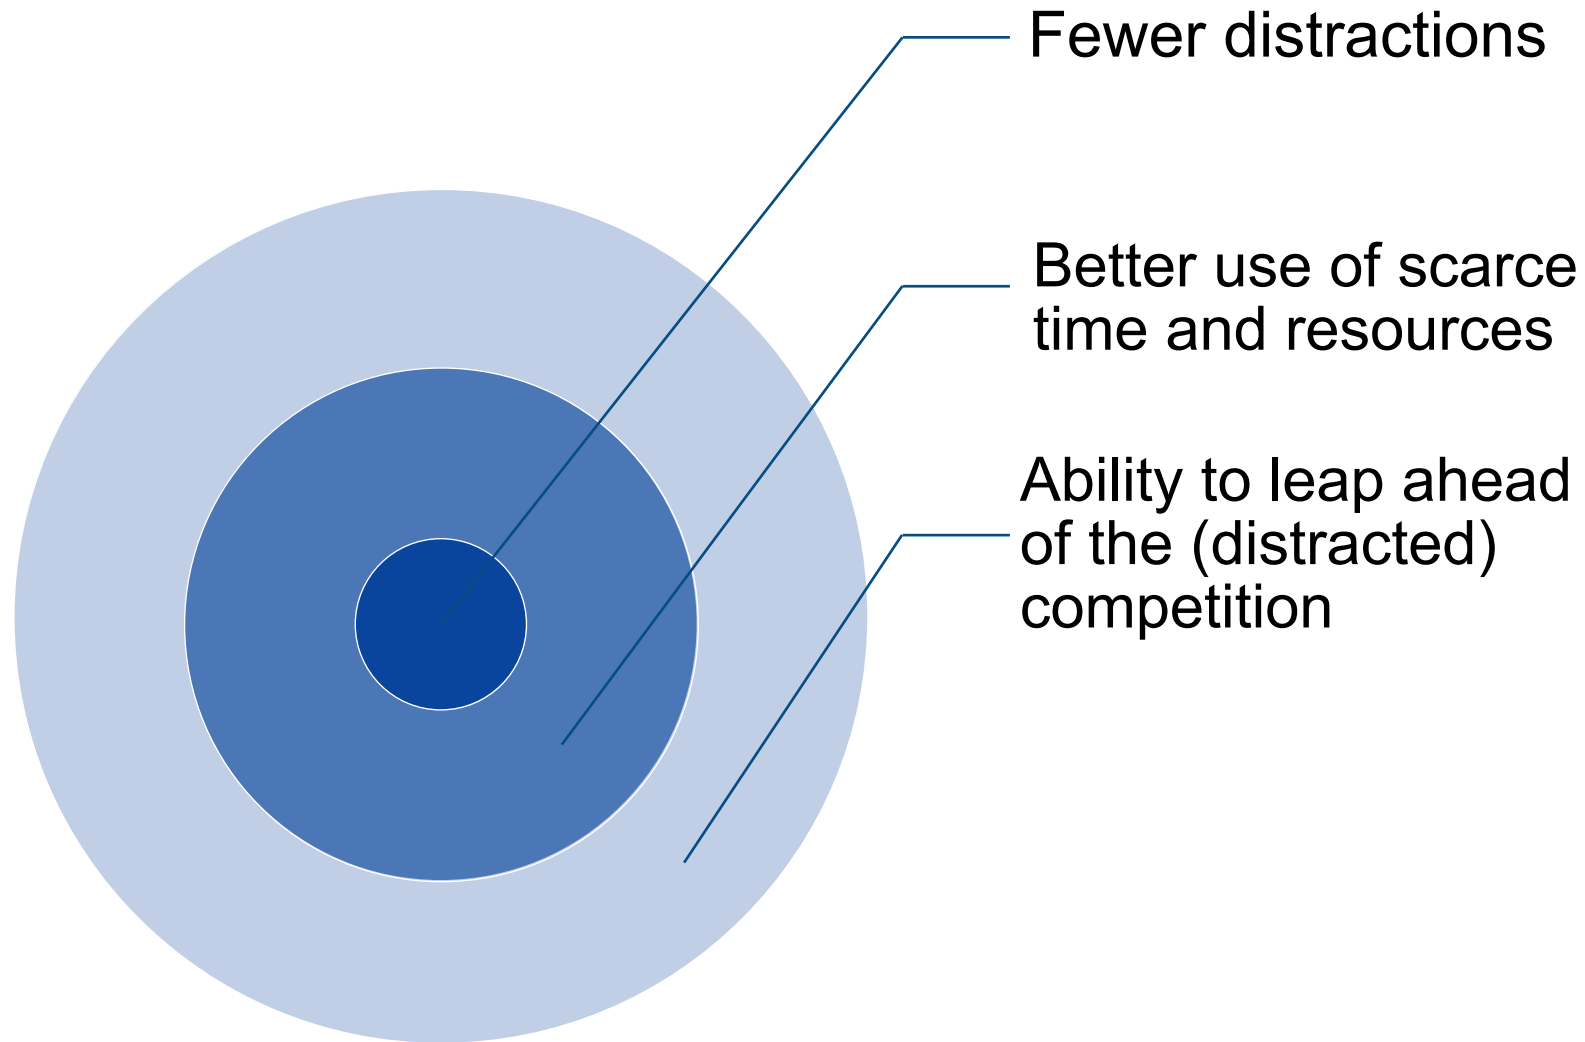 Fewer distractions
Better use of scarce
time and resources
Ability to leap ahead
of the (distracted)
competition